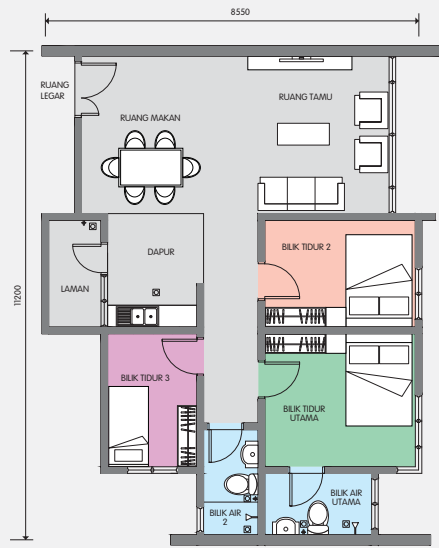 8550
RUANG
LEGAR
RUANG TAMU
RUANG MAKAN
DAPUR
BILIK TIDUR 2
LAMAN
11200
BILIK TIDUR 3
BILIK TIDUR
UTAMA
BILIK AIR
UTAMA
BILIK AIR
2